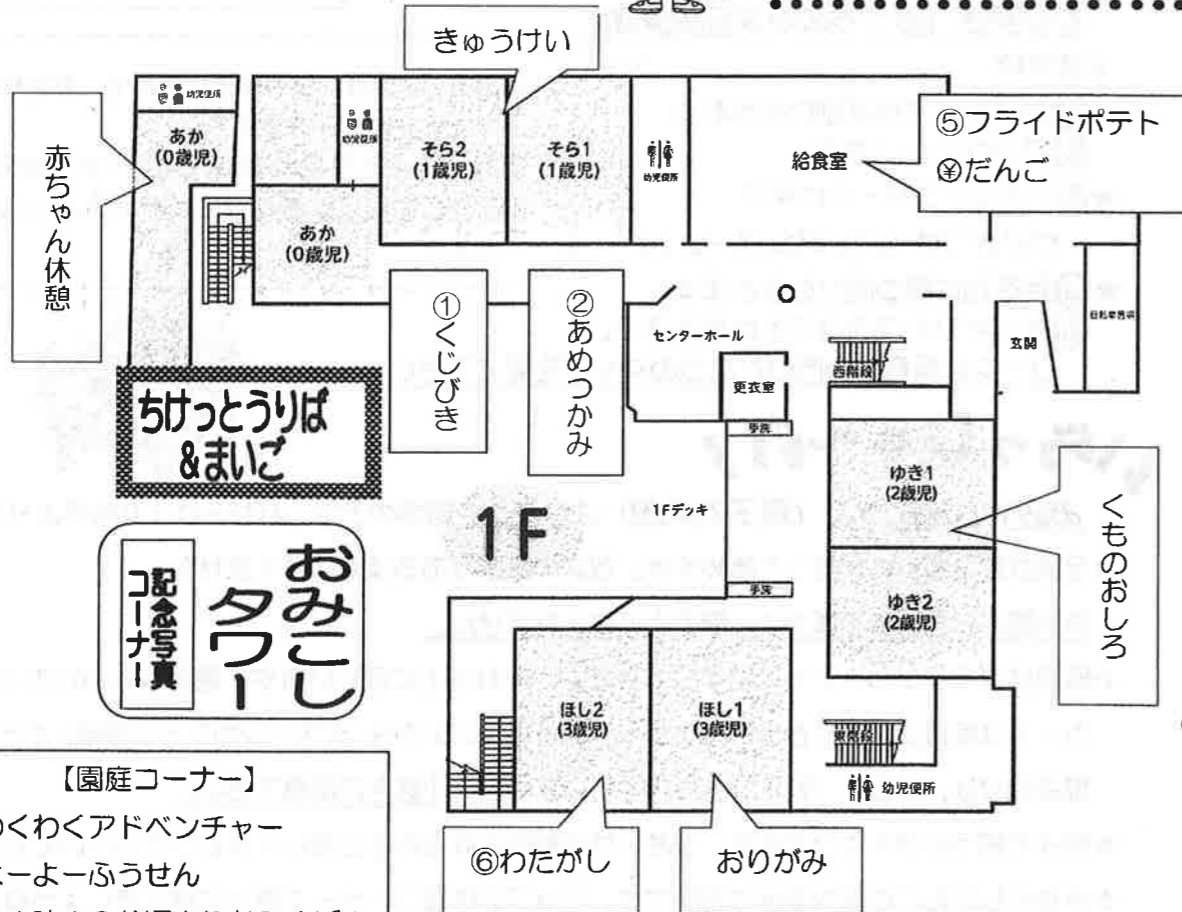 きゅうけい
幼児便所
あか
(0歳児)
赤ちゃん休憩
幼児便所
あか
(0歳児)
そら2
(1歳児)
そら1
(1歳児)
幼児便所
給食室
⑤フライドポテト
だんご
①くじびき
②あめつかみ
センターホール
更衣室
手洗
西階段
玄関
ちけっとうりば
&まいご
1F
1Fデッキ
手洗
ゆき1
(2歳児)
ゆき2
(2歳児)
くものおしろ
おみこし
タワー
記念写真
コーナー!
ほし2
(3歳児)
ほし1
(3歳児)
東階段
幼児便所
【園庭コーナー】
くわくアドベンチャー
よーよーふうせん
⑥わたがし
おりがみ